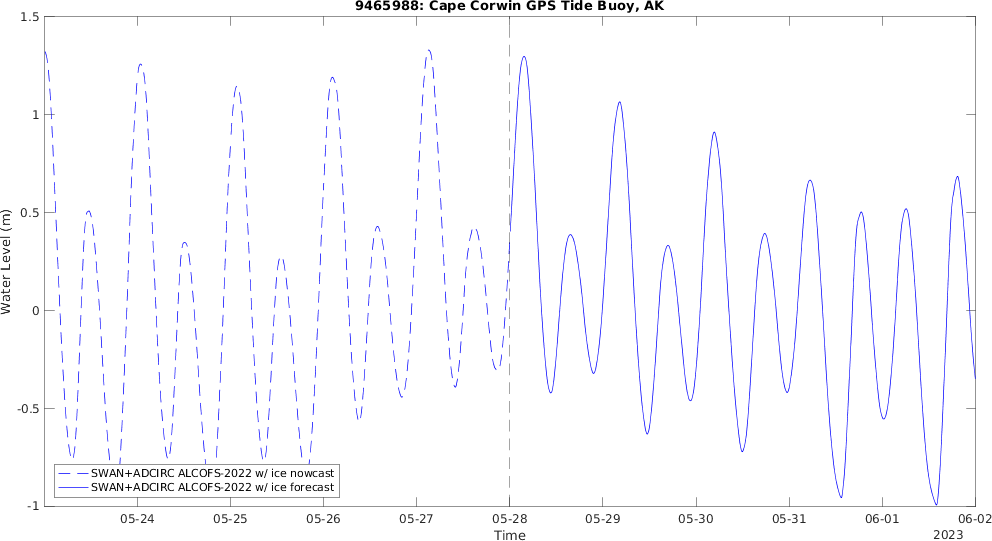 9465988: Cape Corwin GPS Tide Buoy, AK
Water Level (m)
1.5
1
0.5
0
-0.5
-1
SWAN+ADCIRC ALCOFS-2022 w/ ice nowcast
SWAN+ADCIRC ALCOFS-2022 w/ ice forecast
05-24 05-25 05-26 05-27 05-28 05-29 05-30 05-31 06-01 06-02
Time
2023